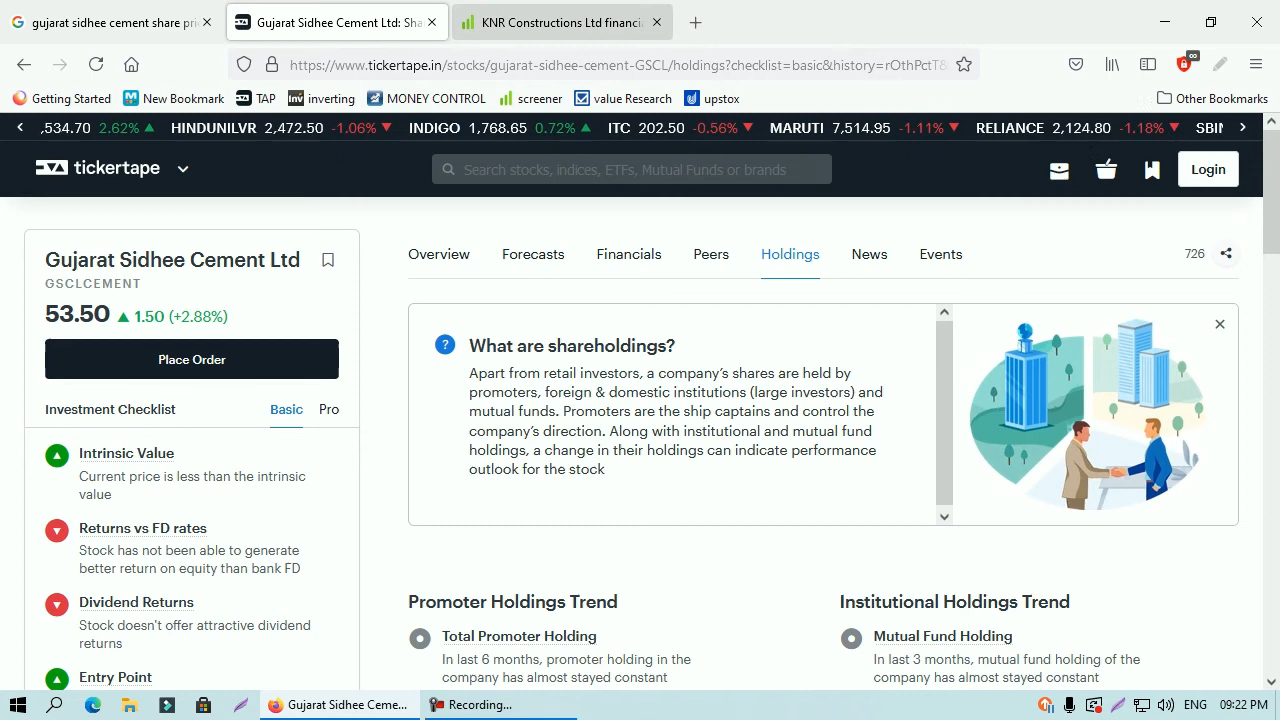 gujarat sidhee cement share pri
Gujarat Sidhee Cement Ltd: Sha
KNR Constructions Ltd financi
https://www.tickertape.in/stocks/gujarat-sidhee-cement-GSCL/holdings?checklist=basic&history=rOthPctT&
Getting Started
New Bookmark
TAP
inverting
MONEY CONTROL
screener
value Research
upstox
Other Bookmarks
,534.70 2.62% HINDUNILVR 2,472.50 -1.06% INDIGO 1,768.65 0.72% ITC 202.50 -0.56% MARUTI 7,514.95 -1.11% RELIANCE 2,124.80 -1.18% SBIN
tickertape
Search stocks, indices, ETFs, Mutual Funds or brands
Login
Gujarat Sidhee Cement Ltd
GSCLCEMENT
53.50 1.50 (+2.88%)
Place Order
Investment Checklist Basic Pro
Intrinsic Value
Current price is less than the intrinsic
value
Returns vs FD rates
Stock has not been able to generate
better return on equity than bank FD
Dividend Returns
Stock doesn't offer attractive dividend
returns
Entry Point
Overview Forecasts Financials Peers Holdings News Events 726
What are shareholdings?
Apart from retail investors, a company's shares are held by
promoters, foreign & domestic institutions (large investors) and
mutual funds. Promoters are the ship captains and control the
company's direction. Along with institutional and mutual fund
holdings, a change in their holdings can indicate performance
outlook for the stock
Promoter Holdings Trend
Total Promoter Holding
In last 6 months, promoter holding in the
company has almost stayed constant
Institutional Holdings Trend
Mutual Fund Holding
In last 3 months, mutual fund holding of the
company has almost stayed constant
Gujarat Sidhee Ceme...
Recording...
ENG 09:22 PM